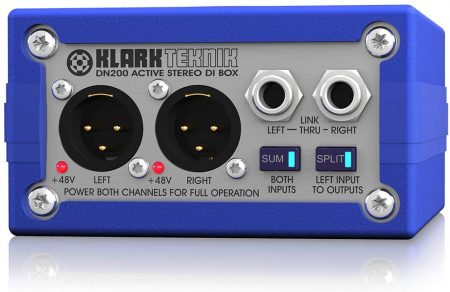 KLARK TEKNIK
DN200 ACTIVE STEREO DI BOX
LINK
LEFT — THRU — RIGHT
SUM
SPLIT
+48V
LEFT
+48V
RIGHT
BOTH
INPUTS
LEFT INPUT
TO OUTPUTS
POWER BOTH CHANNELS FOR FULL OPERATION